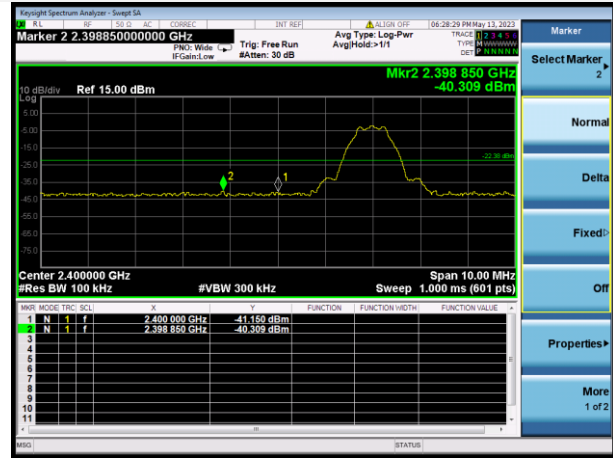 Keysight Spectrum Analyzer - Swept SA
RL RF 50 Ω AC CORREC INT REF ALIGN OFF 06:28:29 PM May 13, 2023
Marker 2 2.398850000000 GHz
PNO: Wide
IFGain:Low
Trig: Free Run
#Atten: 30 dB
Avg Type: Log-Pwr
Avg|Hold:>1/1
TRACE 1 2 3 4 5 6
TYPE M WWWWW
DET P N N N N N
Mkr2 2.398 850 GHz
-40.309 dBm
10 dB/div Ref 15.00 dBm
Log
5.00
-5.00
-15.0
-22.38 dBm
-25.0
-35.0
-45.0
-55.0
-65.0
-75.0
2
1
Center 2.400000 GHz
Span 10.00 MHz
#Res BW 100 kHz
#VBW 300 kHz
Sweep 1.000 ms (601 pts)
MKR MODE TRC SCL X Y FUNCTION FUNCTION WIDTH FUNCTION VALUE
1 N 1 f 2.400 000 GHz -41.150 dBm
2 N 1 f 2.398 850 GHz -40.309 dBm
3
4
5
6
7
8
9
10
11
MSG
STATUS
Marker
Select Marker
2
Normal
Delta
Fixed
Off
Properties
More
1 of 2